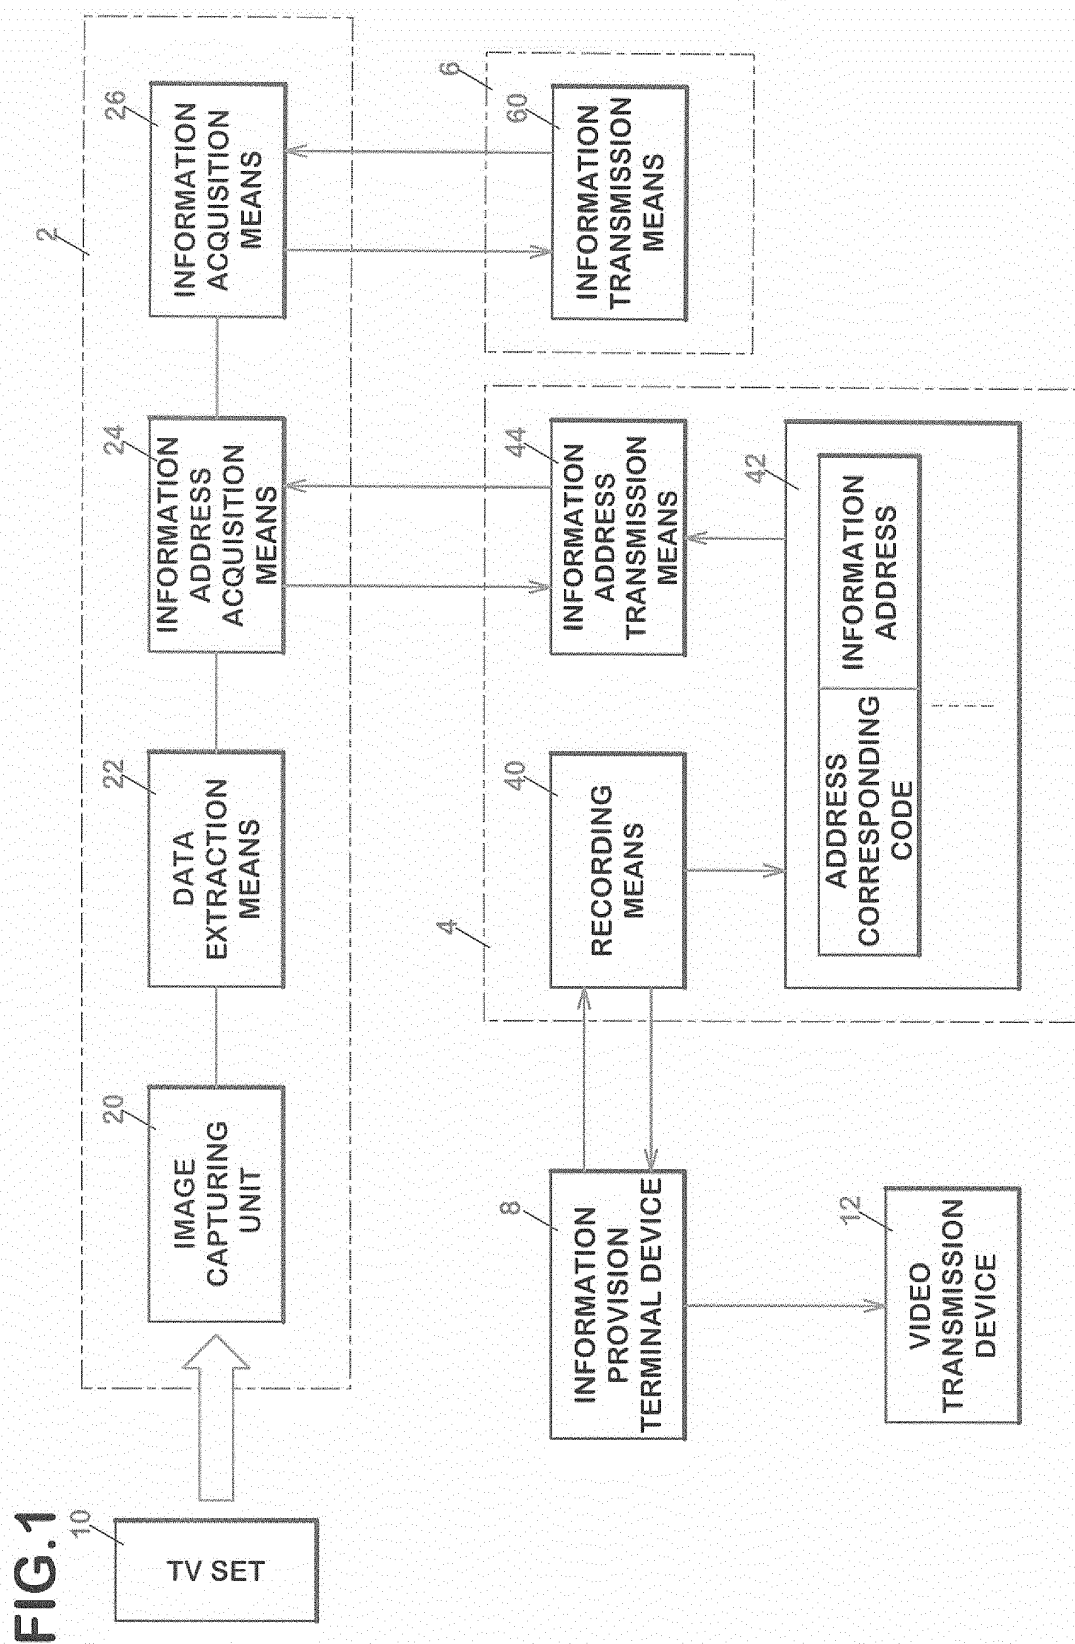 FIG.1
10
TV SET
2
20
IMAGE
CAPTURING
UNIT
22
DATA
EXTRACTION
MEANS
24
INFORMATION
ADDRESS
ACQUISITION
MEANS
26
INFORMATION
ACQUISITION
MEANS
8
INFORMATION
PROVISION
TERMINAL DEVICE
4
40
RECORDING
MEANS
44
INFORMATION
ADDRESS
TRANSMISSION
MEANS
6
60
INFORMATION
TRANSMISSION
MEANS
12
VIDEO
TRANSMISSION
DEVICE
42
ADDRESS
CORRESPONDING
CODE
INFORMATION
ADDRESS